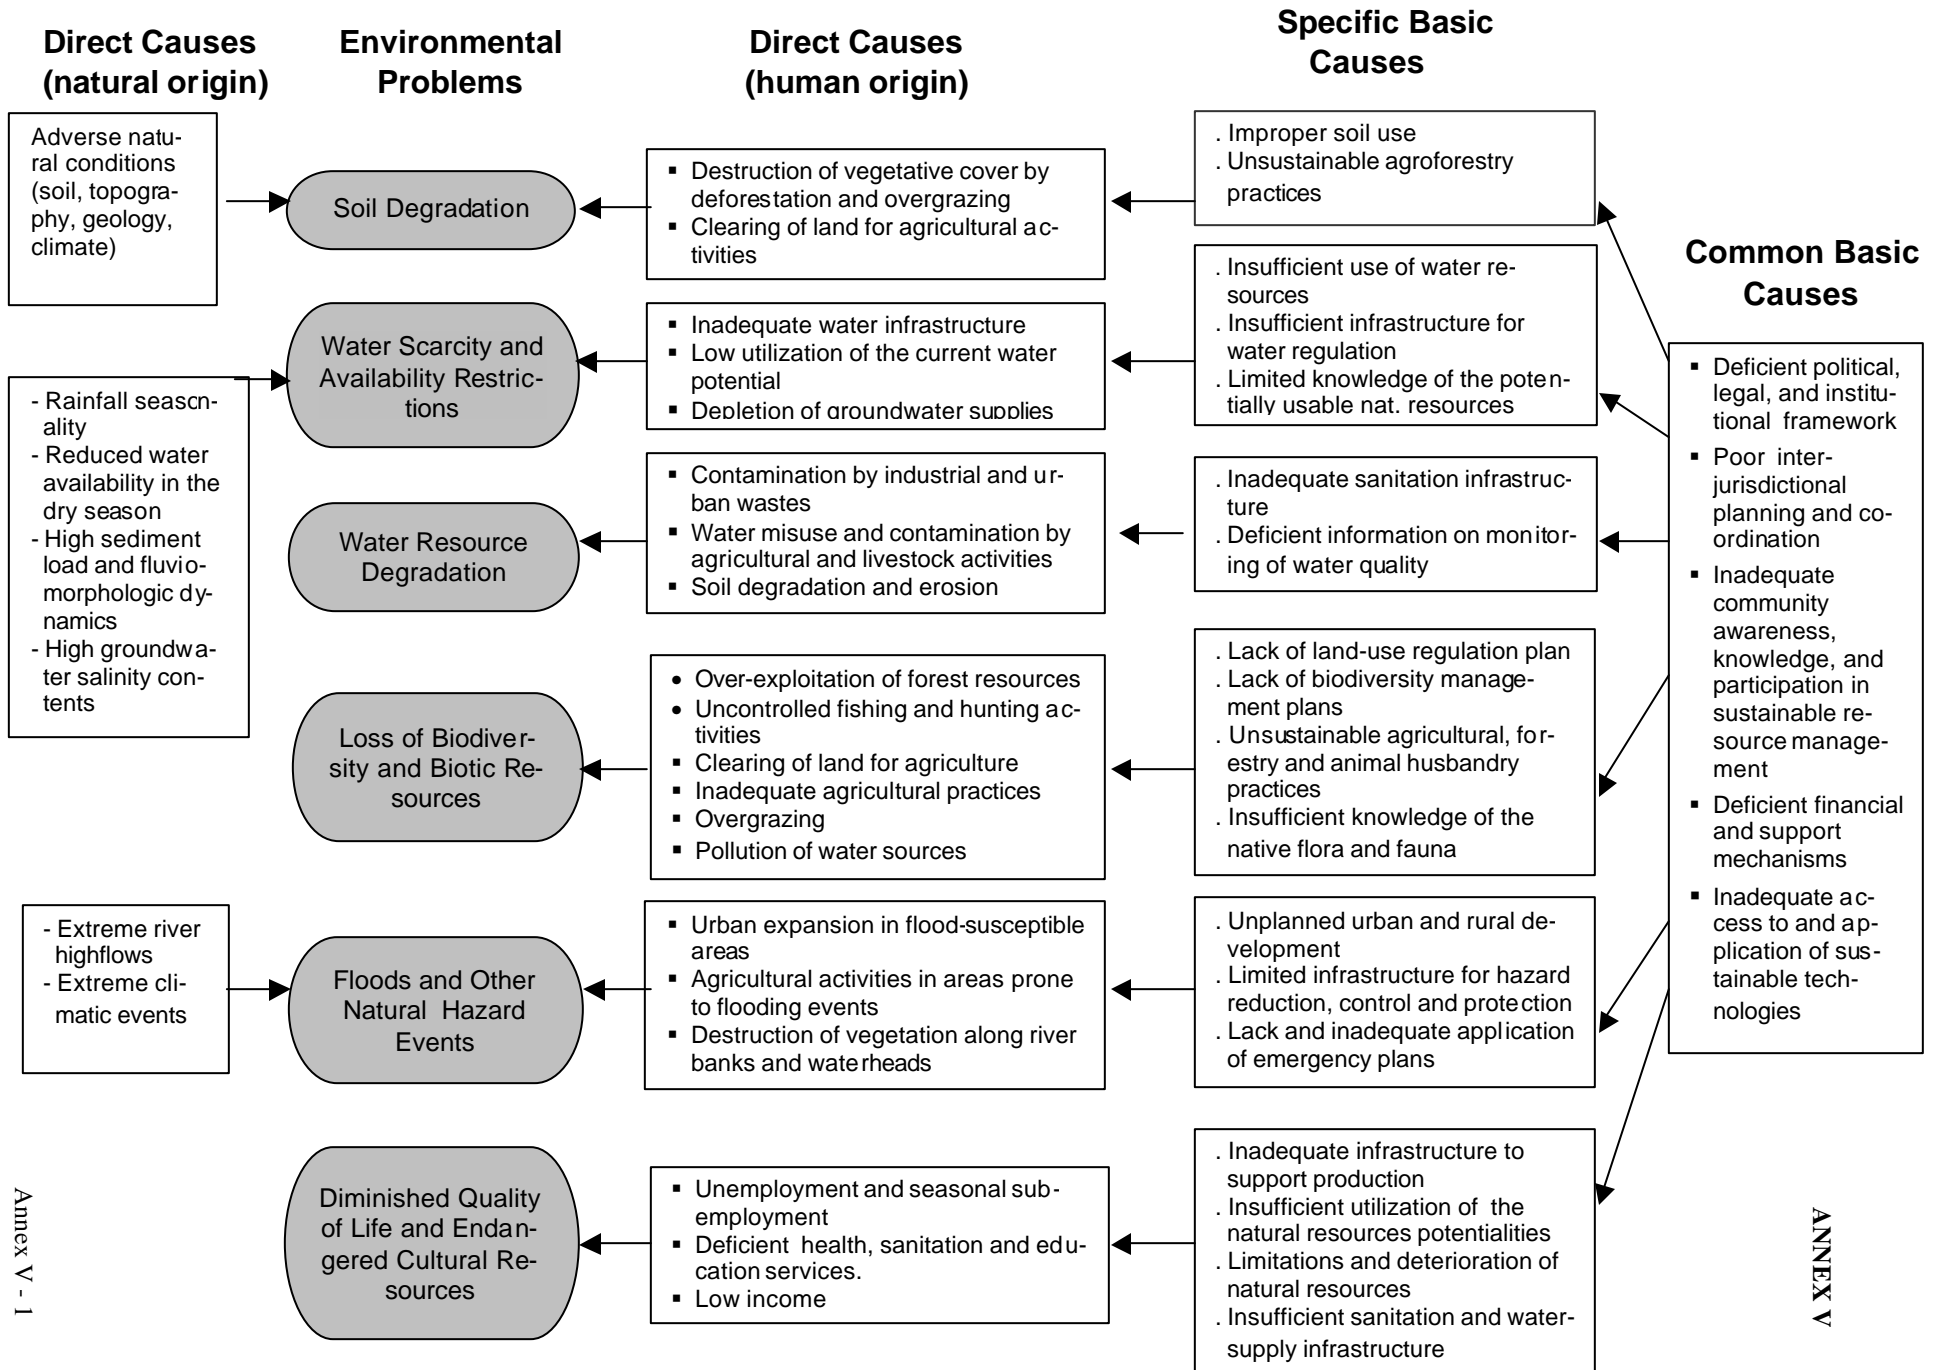 Direct Causes
(natural origin)
Environmental
Problems
Direct Causes
(human origin)
Specific Basic
Causes
Common Basic
Causes
Adverse natu-
ral conditions
(soil, topogra-
phy, geology,
climate)
Soil Degradation
▪ Destruction of vegetative cover by
deforestation and overgrazing
▪ Clearing of land for agricultural ac-
tivities
. Improper soil use
. Unsustainable agroforestry
practices
- Rainfall seasonality
- Reduced water
availability in the
dry season
- High sediment
load and fluvio-
morphologic dy-
namics
- High groundwa-
ter salinity con-
tents
Water Scarcity and
Availability Restric-
tions
▪ Inadequate water infrastructure
▪ Low utilization of the current water
potential
▪ Depletion of groundwater supplies
. Insufficient use of water re-
sources
. Insufficient infrastructure for
water regulation
. Limited knowledge of the poten-
tially usable nat. resources
Water Resource
Degradation
▪ Contamination by industrial and ur-
ban wastes
▪ Water misuse and contamination by
agricultural and livestock activities
▪ Soil degradation and erosion
. Inadequate sanitation infrastruc-
ture
. Deficient information on monitor-
ing of water quality
Loss of Biodiver-
sity and Biotic Re-
sources
• Over-exploitation of forest resources
• Uncontrolled fishing and hunting ac-
tivities
▪ Clearing of land for agriculture
▪ Inadequate agricultural practices
▪ Overgrazing
▪ Pollution of water sources
. Lack of land-use regulation plan
. Lack of biodiversity manage-
ment plans
. Unsustainable agricultural, for-
estry and animal husbandry
practices
. Insufficient knowledge of the
native flora and fauna
- Extreme river
highflows
- Extreme cli-
matic events
Floods and Other
Natural Hazard
Events
▪ Urban expansion in flood-susceptible
areas
▪ Agricultural activities in areas prone
to flooding events
▪ Destruction of vegetation along river
banks and waterheads
. Unplanned urban and rural de-
velopment
. Limited infrastructure for hazard
reduction, control and protection
. Lack and inadequate application
of emergency plans
Diminished Quality
of Life and Endan-
gered Cultural Re-
sources
▪ Unemployment and seasonal sub-
employment
▪ Deficient health, sanitation and edu-
cation services.
▪ Low income
. Inadequate infrastructure to
support production
. Insufficient utilization of the
natural resources potentialities
. Limitations and deterioration of
natural resources
. Insufficient sanitation and water-
supply infrastructure
▪ Deficient political,
legal, and institu-
tional framework
▪ Poor inter-
jurisdictional
planning and co-
ordination
▪ Inadequate
community
awareness,
knowledge, and
participation in
sustainable re-
source manage-
ment
▪ Deficient financial
and support
mechanisms
▪ Inadequate ac-
cess to and ap-
plication of sus-
tainable tech-
nologies
Annex V - 1
ANNEX V